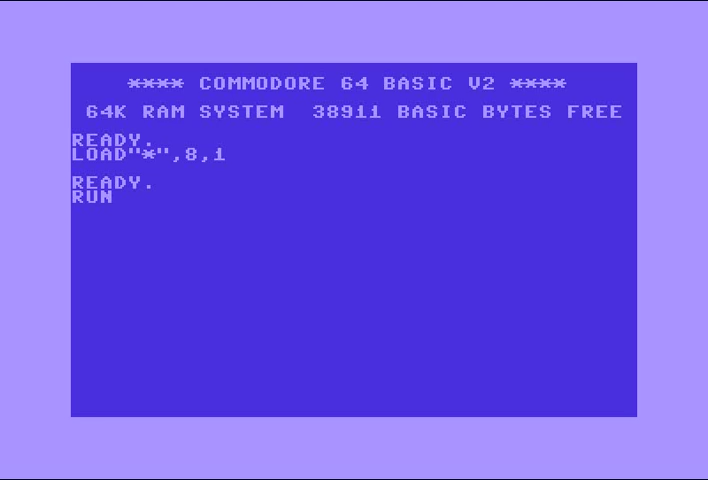 **** COMMODORE 64 BASIC V2 ****
64K RAM SYSTEM  38911 BASIC BYTES FREE
READY.
LOAD"*",8,1
READY.
RUN